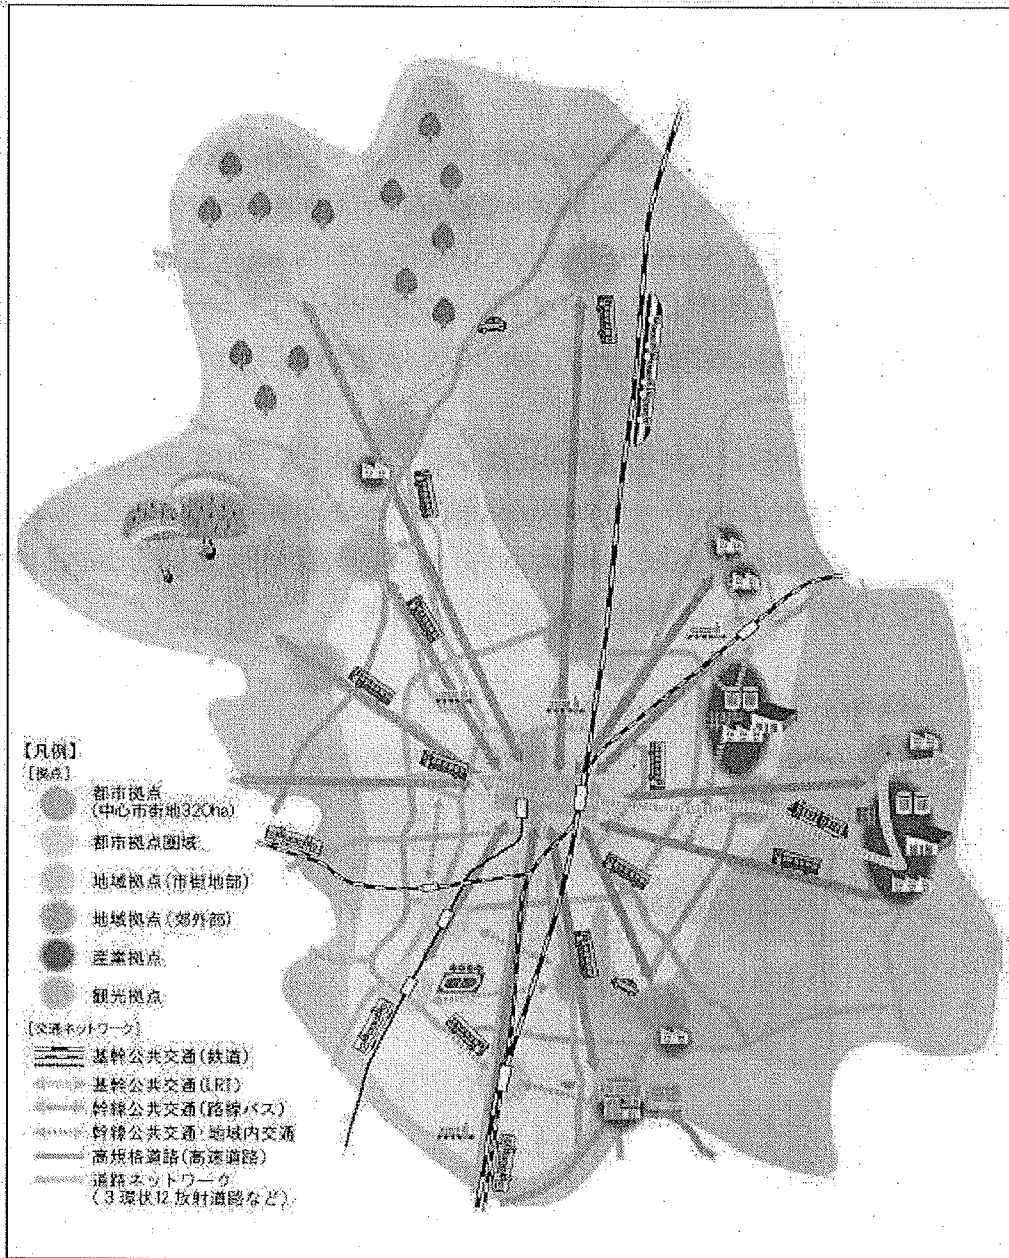 【凡例】
[拠点]
都市拠点
(中心市街地320ha)
都市拠点圏域
地域拠点(市街地部)
地域拠点(郊外部)
産業拠点
観光拠点
[交通ネットワーク]
基幹公共交通(鉄道)
基幹公共交通(LRT)
幹線公共交通(路線バス)
幹線公共交通・地域内交通
高規格道路(高速道路)
道路ネットワーク
(3環状12放射道路など)